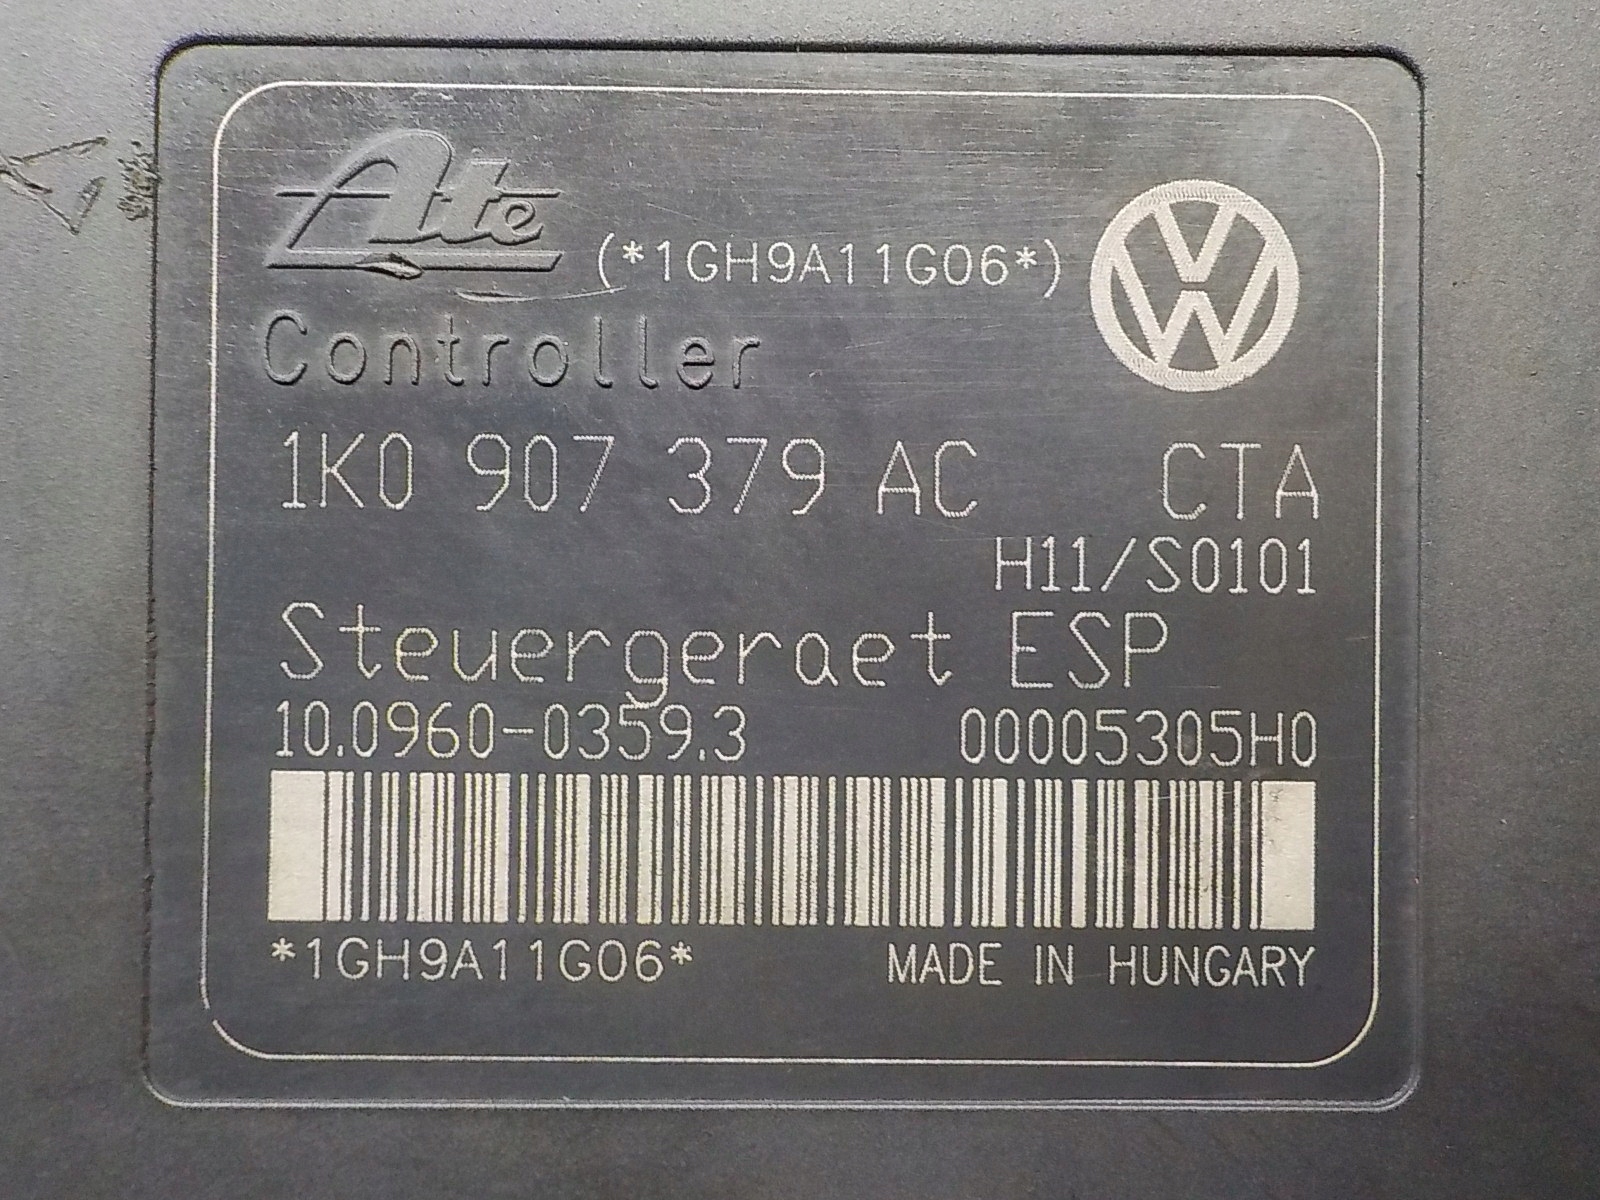 Ate (*1GH9A11G06*)
Controller
1K0 907 379 AC CTA
H11/S0101
Steuergeraet ESP
10.0960-0359.3 00005305H0
*1GH9A11G06* MADE IN HUNGARY